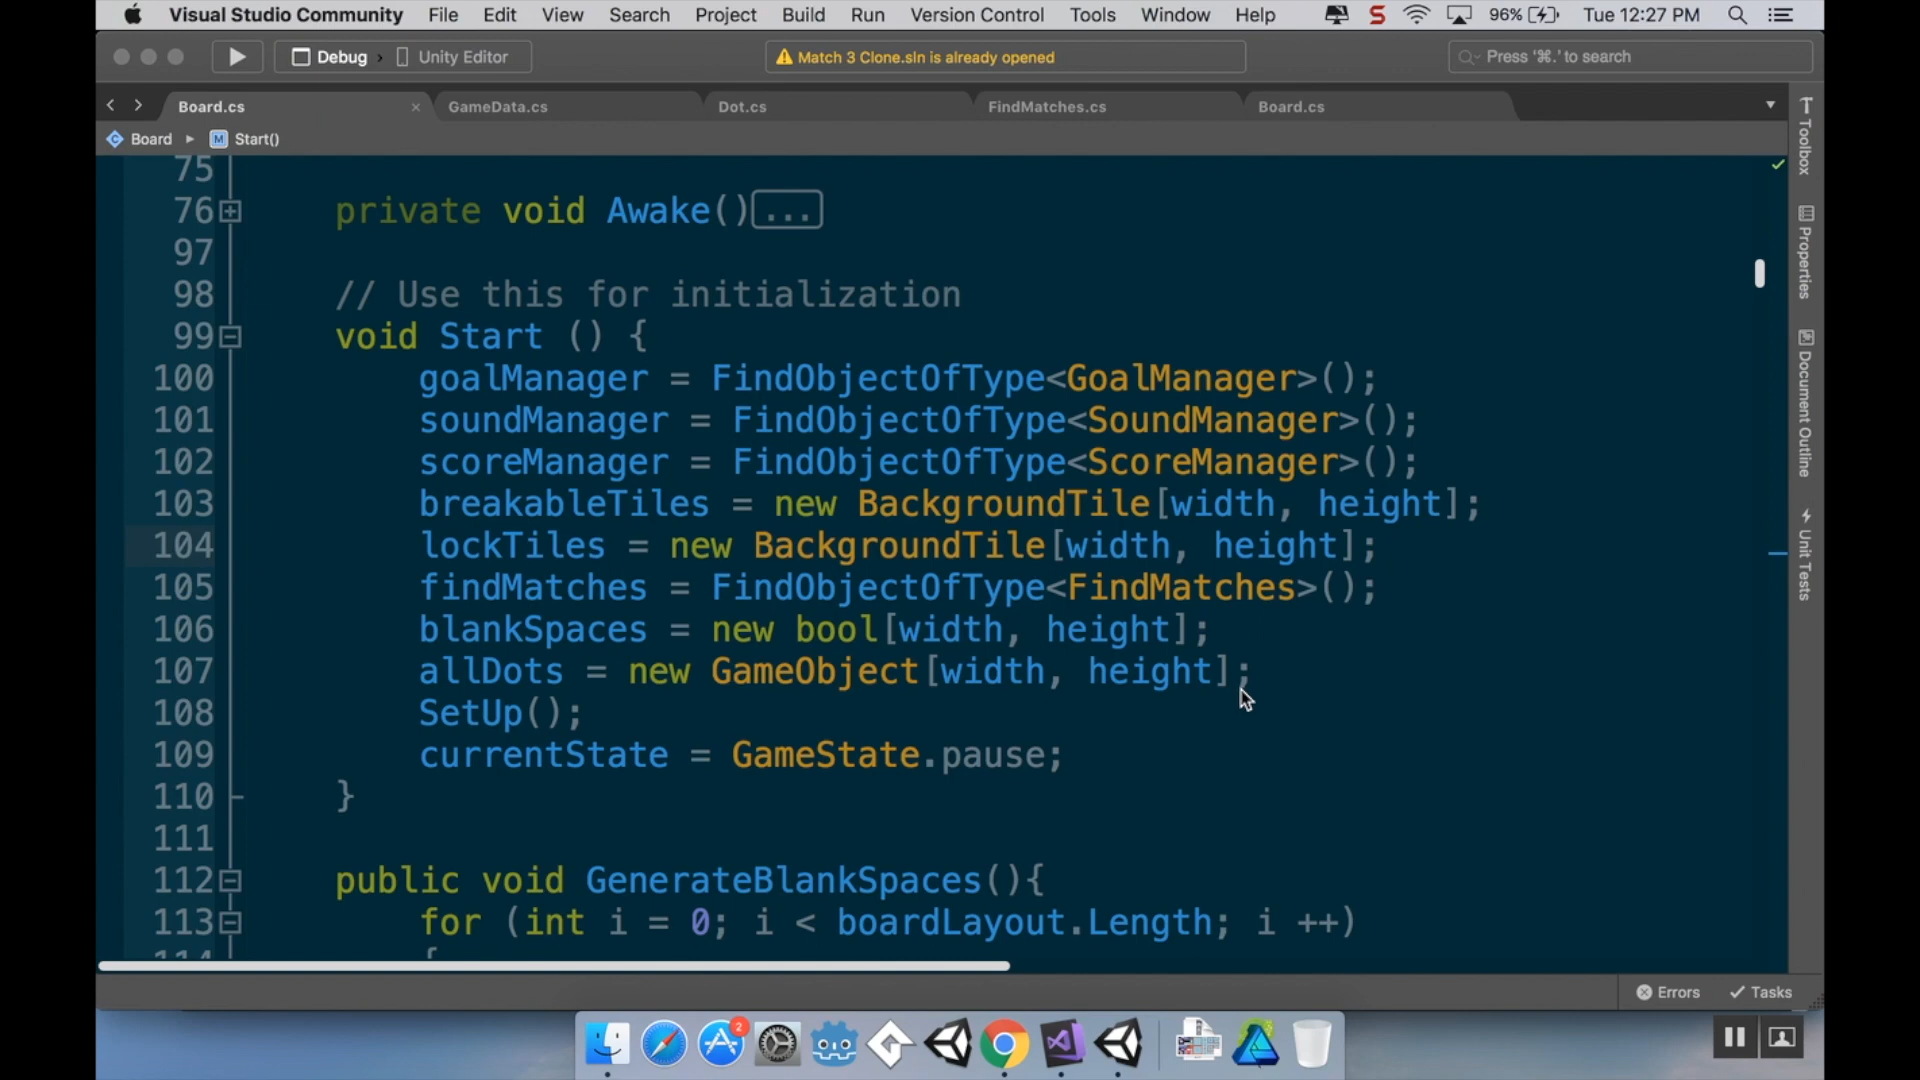 Visual Studio Community File Edit View Search Project Build Run Version Control Tools Window Help S 96% Tue 12:27 PM
Debug Unity Editor Match 3 Clone.sln is already opened Press '⌘.' to search
Board.cs GameData.cs Dot.cs FindMatches.cs Board.cs
Board M Start()
75
76 private void Awake()...
97
98 // Use this for initialization
99 void Start () {
100 goalManager = FindObjectOfType<GoalManager>();
101 soundManager = FindObjectOfType<SoundManager>();
102 scoreManager = FindObjectOfType<ScoreManager>();
103 breakableTiles = new BackgroundTile[width, height];
104 lockTiles = new BackgroundTile[width, height];
105 findMatches = FindObjectOfType<FindMatches>();
106 blankSpaces = new bool[width, height];
107 allDots = new GameObject[width, height];
108 SetUp();
109 currentState = GameState.pause;
110 }
111
112 public void GenerateBlankSpaces(){
113 for (int i = 0; i < boardLayout.Length; i ++)
114 {
Toolbox
Properties
Document Outline
Unit Tests
Errors Tasks
2